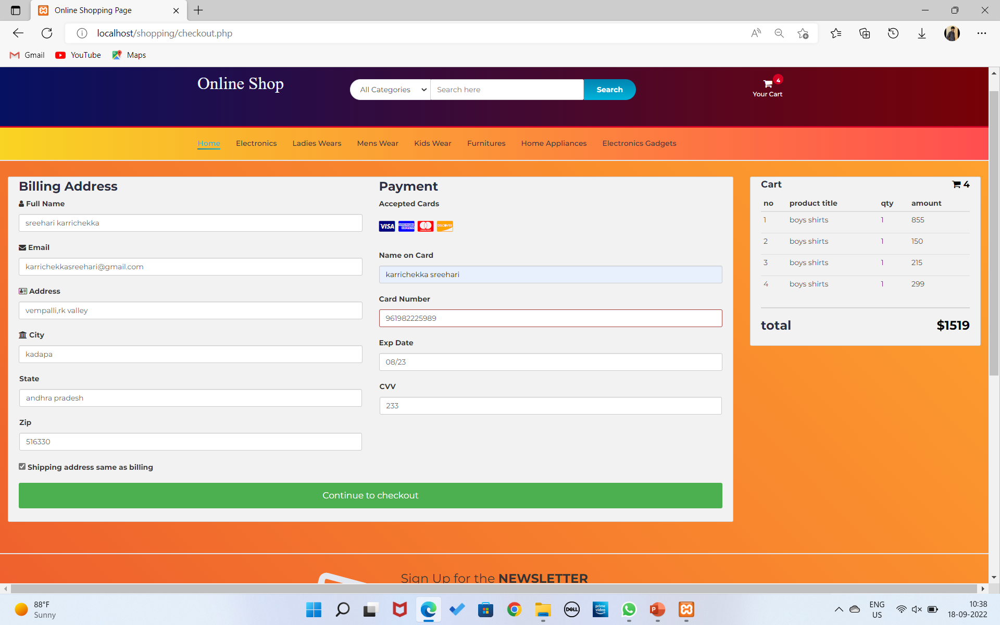 Online Shopping Page
localhost/shopping/checkout.php
Gmail YouTube Maps
Online Shop
All Categories Search here Search
4
Your Cart
Home Electronics Ladies Wears Mens Wear Kids Wear Furnitures Home Appliances Electronics Gadgets
Billing Address
Full Name
sreehari karrichekka
Email
karrichekkasreehari@gmail.com
Address
vempalli,rk valley
City
kadapa
State
andhra pradesh
Zip
516330
Shipping address same as billing
Payment
Accepted Cards
VISA AMERICAN EXPRESS mastercard DISCOVER
Name on Card
karrichekka sreehari
Card Number
961982225989
Exp Date
08/23
CVV
233
Continue to checkout
Cart 4
no product title qty amount
1 boys shirts 1 855
2 boys shirts 1 150
3 boys shirts 1 215
4 boys shirts 1 299
total $1519
Sign Up for the NEWSLETTER
88°F
Sunny
DELL
prime video
P
ENG
US
10:38
18-09-2022